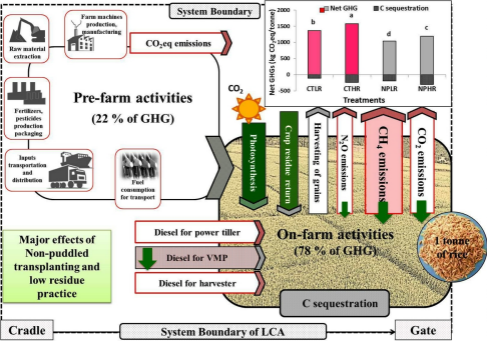 System Boundary
Farm machines
production,
manufacturing
Raw material
extraction
CO2eq emissions
Net GHG
C sequestration
Net GHGs (kg CO2eq/tonne)
2000
1500
1000
500
0
-500
b
a
d
c
CTLR
CTHR
NPLR
NPHR
Treatments
Pre-farm activities
(22 % of GHG)
Fertilizers,
pesticides
production
packaging
Inputs
transportation
and
distribution
Fuel
consumption
for transport
CO2
Photosynthesis
Crop residue return
Harvesting of grains
N2O emissions
CH4 emissions
CO2 emissions
Major effects of
Non-puddled
transplanting and
low residue
practice
Diesel for power tiller
Diesel for VMP
Diesel for harvester
On-farm activities
(78 % of GHG)
1 tonne
of rice
C sequestration
Cradle
System Boundary of LCA
Gate